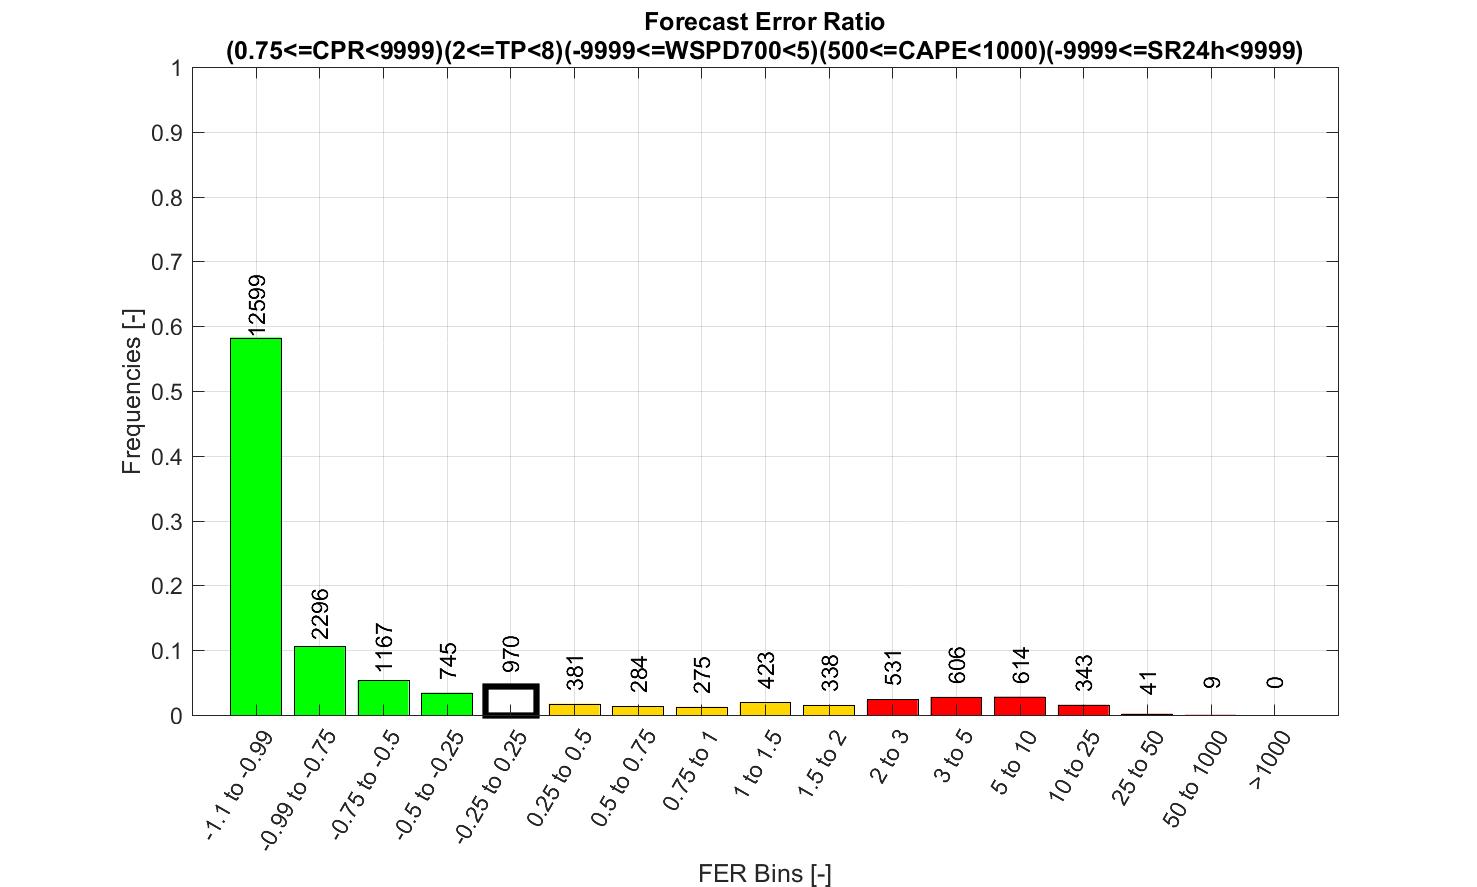 Forecast Error Ratio
(0.75<=CPR<9999)(2<=TP<8)(-9999<=WSPD700<5)(500<=CAPE<1000)(-9999<=SR24h<9999)
1
0.9
0.8
0.7
0.6
0.5
0.4
0.3
0.2
0.1
0
Frequencies [-]
12599
2296
1167
745
970
381
284
275
423
338
531
606
614
343
41
9
0
-1.1 to -0.99
-0.99 to -0.75
-0.75 to -0.5
-0.5 to -0.25
-0.25 to 0.25
0.25 to 0.5
0.5 to 0.75
0.75 to 1
1 to 1.5
1.5 to 2
2 to 3
3 to 5
5 to 10
10 to 25
25 to 50
50 to 1000
>1000
FER Bins [-]